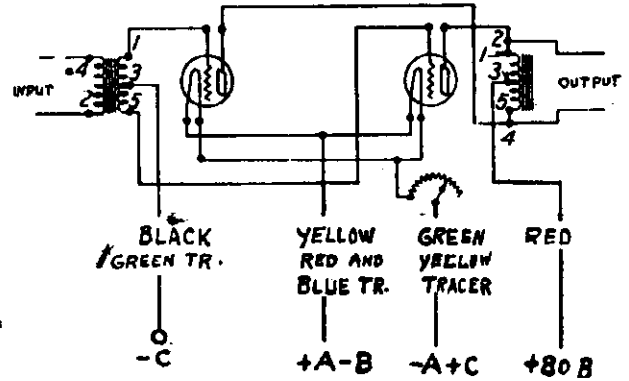 1
2
4
1
INPUT
3
3
OUTPUT
2
5
5
4
BLACK
GREEN TR.
YELLOW
RED AND
BLUE TR.
GREEN
YELLOW
TRACER
RED
-C
+A-B
-A+C
+80 B